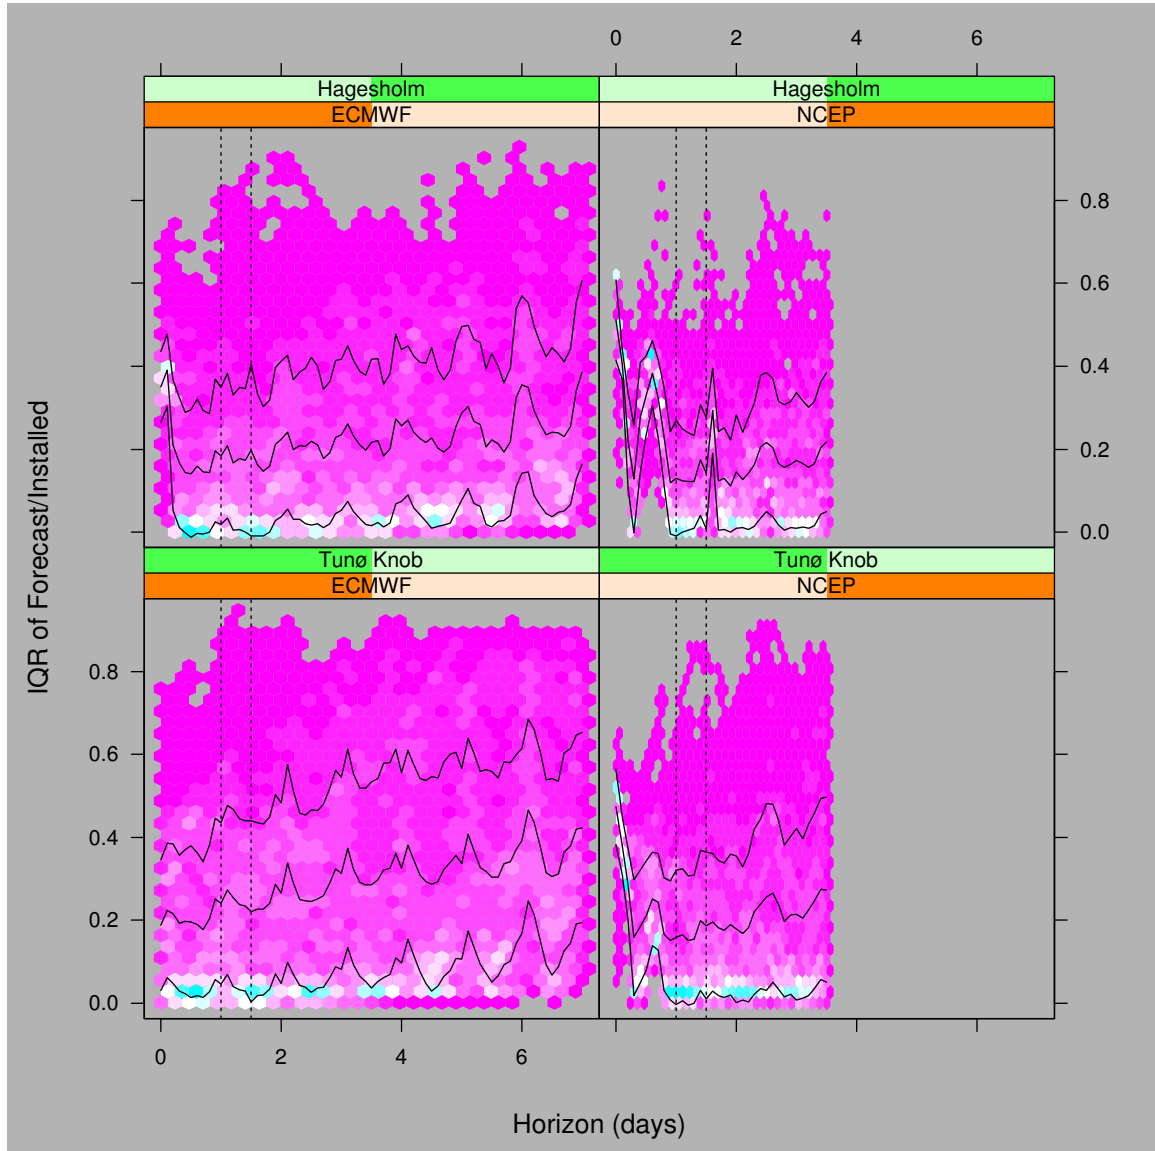 0 2 4 6
Hagesholm Hagesholm
ECMWF NCEP
0.8
0.6
0.4
0.2
0.0
IQR of Forecast/Installed
Tunø Knob Tunø Knob
ECMWF NCEP
0.8
0.6
0.4
0.2
0.0
0 2 4 6
Horizon (days)